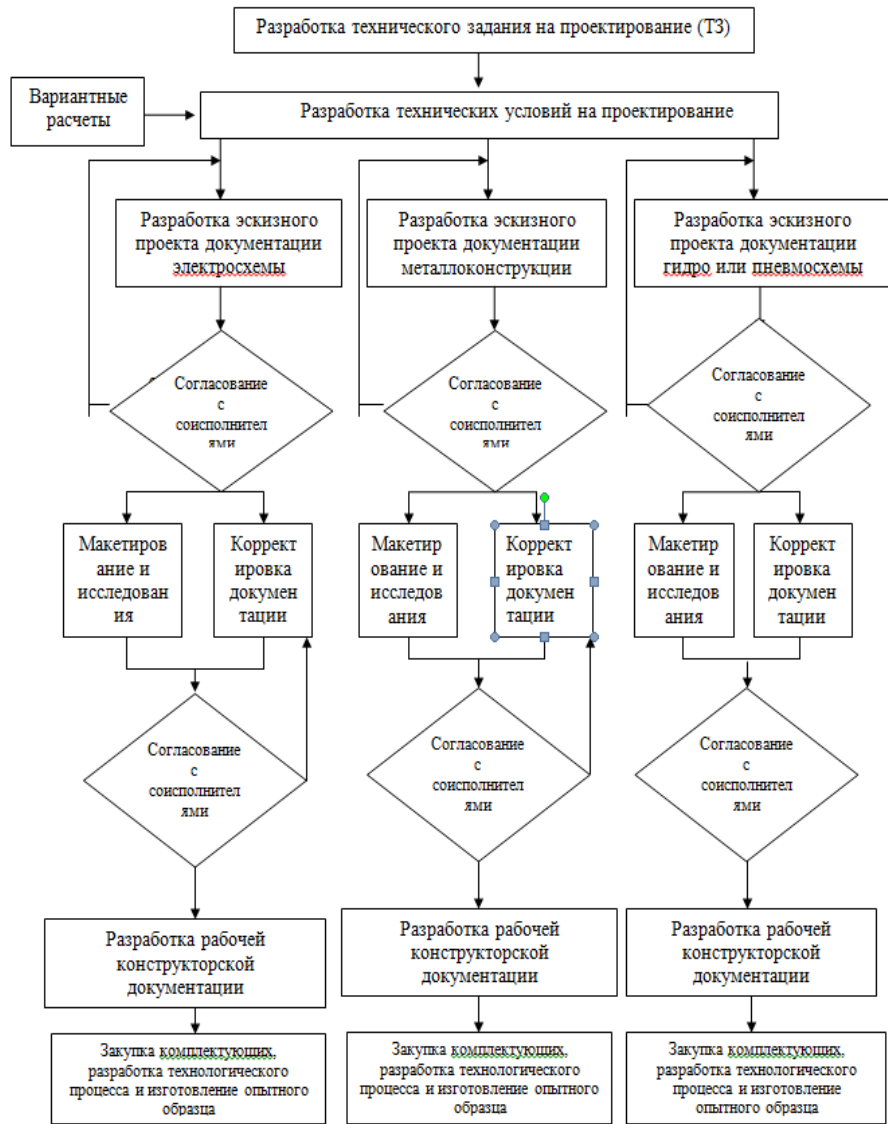 Разработка технического задания на проектирование (ТЗ)
Вариантные
расчеты
Разработка технических условий на проектирование
Разработка эскизного
проекта документации
электросхемы
Разработка эскизного
проекта документации
металлоконструкции
Разработка эскизного
проекта документации
гидро или пневмосхемы
Согласование
с
соисполнител
ями
Согласование
с
соисполнител
ями
Согласование
с
соисполнител
ями
Макетиров
ание и
исследован
ия
Коррект
ировка
докумен
тации
Макетир
ование и
исследов
ания
Коррект
ировка
докумен
тации
Макетир
ование и
исследов
ания
Коррект
ировка
докумен
тации
Согласование
с
соисполнител
ями
Согласование
с
соисполнител
ями
Согласование
с
соисполнител
ями
Разработка рабочей
конструкторской
документации
Разработка рабочей
конструкторской
документации
Разработка рабочей
конструкторской
документации
Закупка комплектующих,
разработка технологического
процесса и изготовление опытного
образца
Закупка комплектующих,
разработка технологического
процесса и изготовление опытного
образца
Закупка комплектующих,
разработка технологического
процесса и изготовление
опытного образца